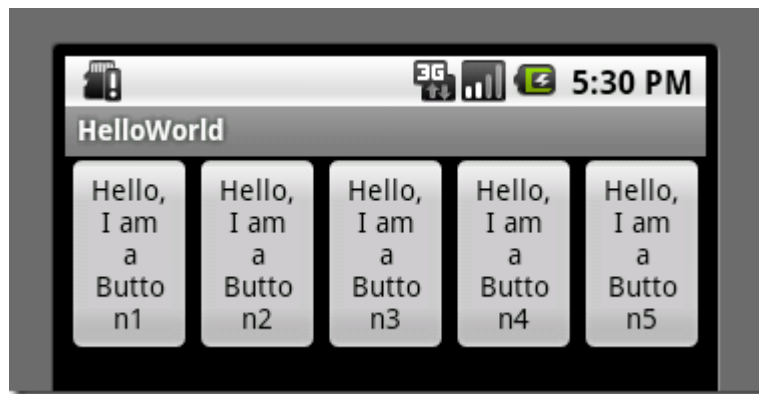 3G 5:30 PM
HelloWorld
Hello,
I am
a
Butto
n1
Hello,
I am
a
Butto
n2
Hello,
I am
a
Butto
n3
Hello,
I am
a
Butto
n4
Hello,
I am
a
Butto
n5